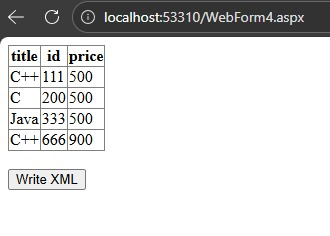 localhost:53310/WebForm4.aspx
title id price
C++ 111 500
C 200 500
Java 333 500
C++ 666 900
Write XML